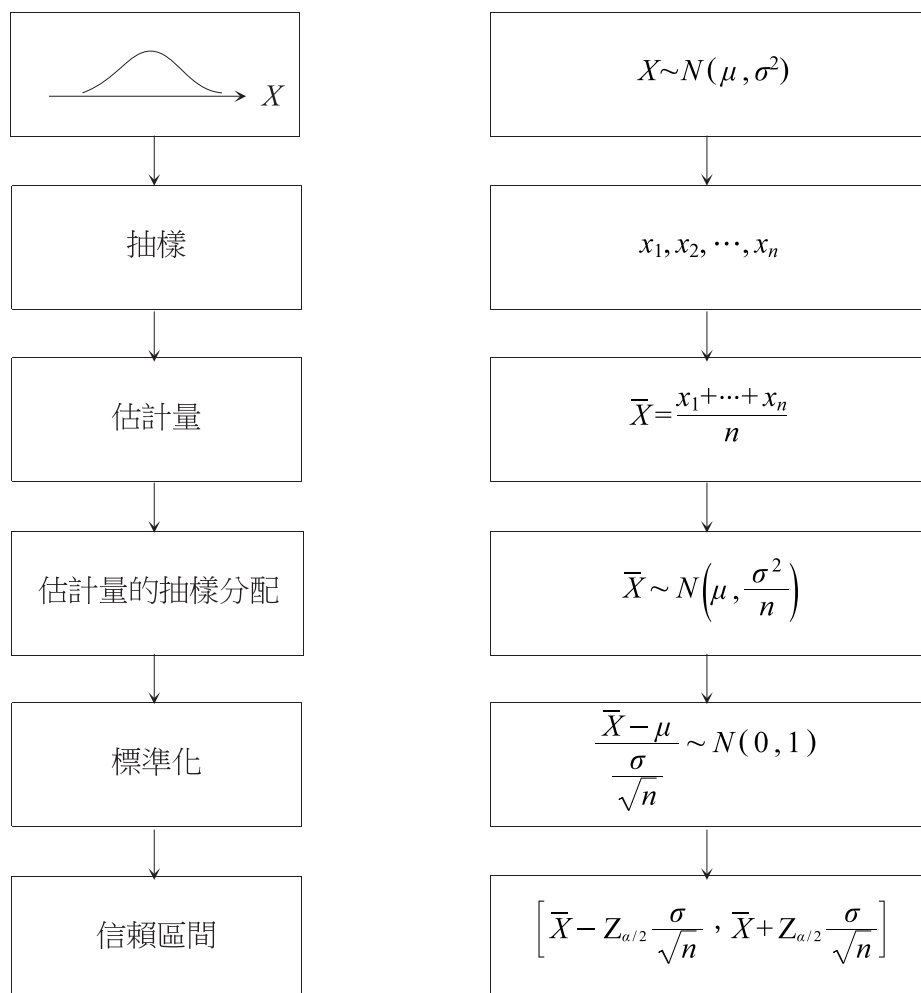 X
X~N(μ,σ²)
抽樣
x₁,x₂,⋯,xₙ
估計量
X̅=(x₁+⋯+xₙ)/n
估計量的抽樣分配
X̅~N(μ,σ²/n)
標準化
(X̅−μ)/(σ/√n)~N(0,1)
信賴區間
[X̅−Z_{α/2} σ/√n，X̅+Z_{α/2} σ/√n]